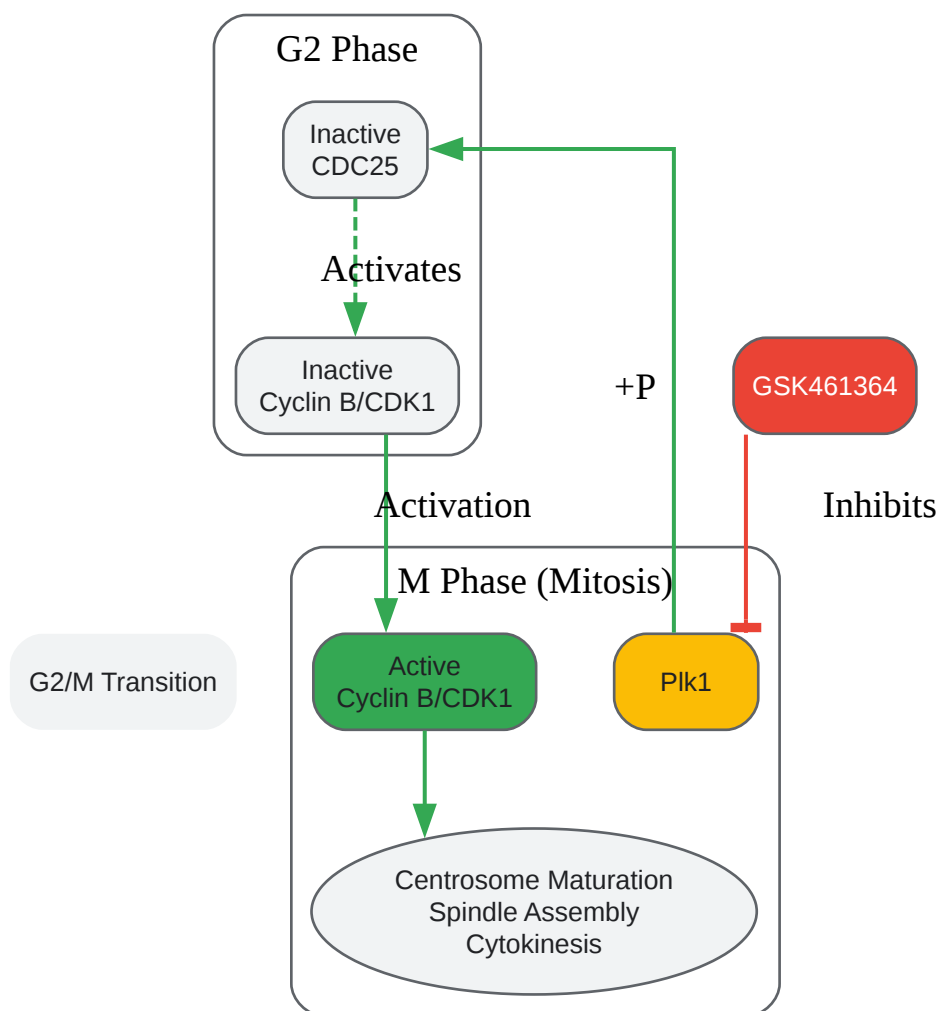 G2 Phase
Inactive
CDC25
Activates
Inactive
Cyclin B/CDK1
+P
GSK461364
Activation
Inhibits
M Phase (Mitosis)
G2/M Transition
Active
Cyclin B/CDK1
Plk1
Centrosome Maturation
Spindle Assembly
Cytokinesis